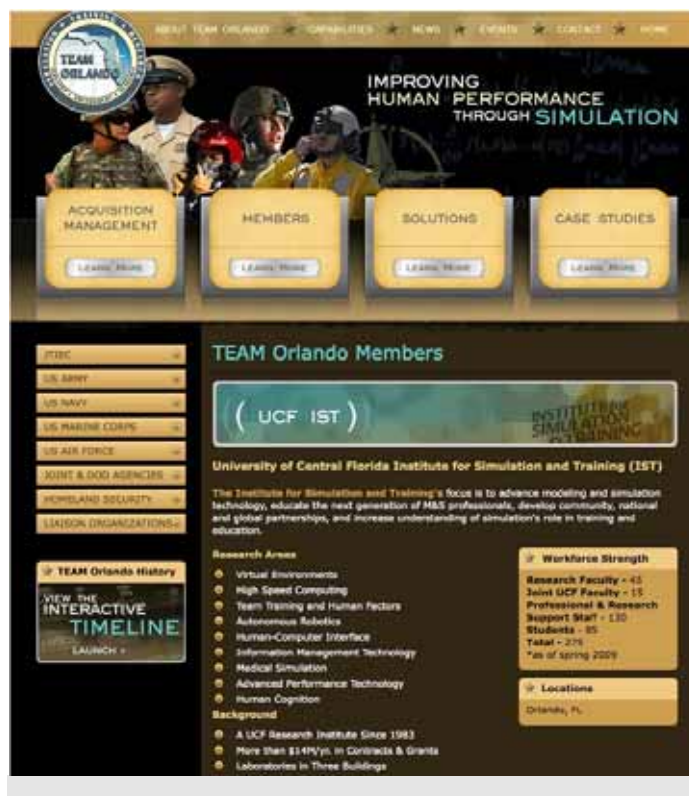 TEAM
ORLANDO
ABOUT TEAM ORLANDO CAPABILITIES NEWS EVENTS CONTACT HOME
IMPROVING
HUMAN PERFORMANCE
THROUGH SIMULATION
ACQUISITION
MANAGEMENT
MEMBERS
SOLUTIONS
CASE STUDIES
LEARN MORE
LEARN MORE
LEARN MORE
LEARN MORE
JTIEC
US ARMY
US NAVY
US MARINE CORPS
US AIR FORCE
JOINT & DOD AGENCIES
HOMELAND SECURITY
LIAISON ORGANIZATIONS
TEAM Orlando History
VIEW THE
INTERACTIVE
TIMELINE
LAUNCH >
TEAM Orlando Members
( UCF IST )
INSTITUTE FOR
SIMULATION
& TRAINING
University of Central Florida Institute for Simulation and Training (IST)
The Institute for Simulation and Training's focus is to advance modeling and simulation
technology, educate the next generation of M&S professionals, develop community, national
and global partnerships, and increase understanding of simulation's role in training and
education.
Research Areas
Virtual Environments
High Speed Computing
Team Training and Human Factors
Autonomous Robotics
Human-Computer Interface
Information Management Technology
Medical Simulation
Advanced Performance Technology
Human Cognition
Background
A UCF Research Institute Since 1983
More than $14M/yr. in Contracts & Grants
Laboratories in Three Buildings
Workforce Strength
Research Faculty - 45
Joint UCF Faculty - 15
Professional & Research
Support Staff - 130
Students - 85
Total - 275
*as of spring 2009
Locations
Orlando, FL